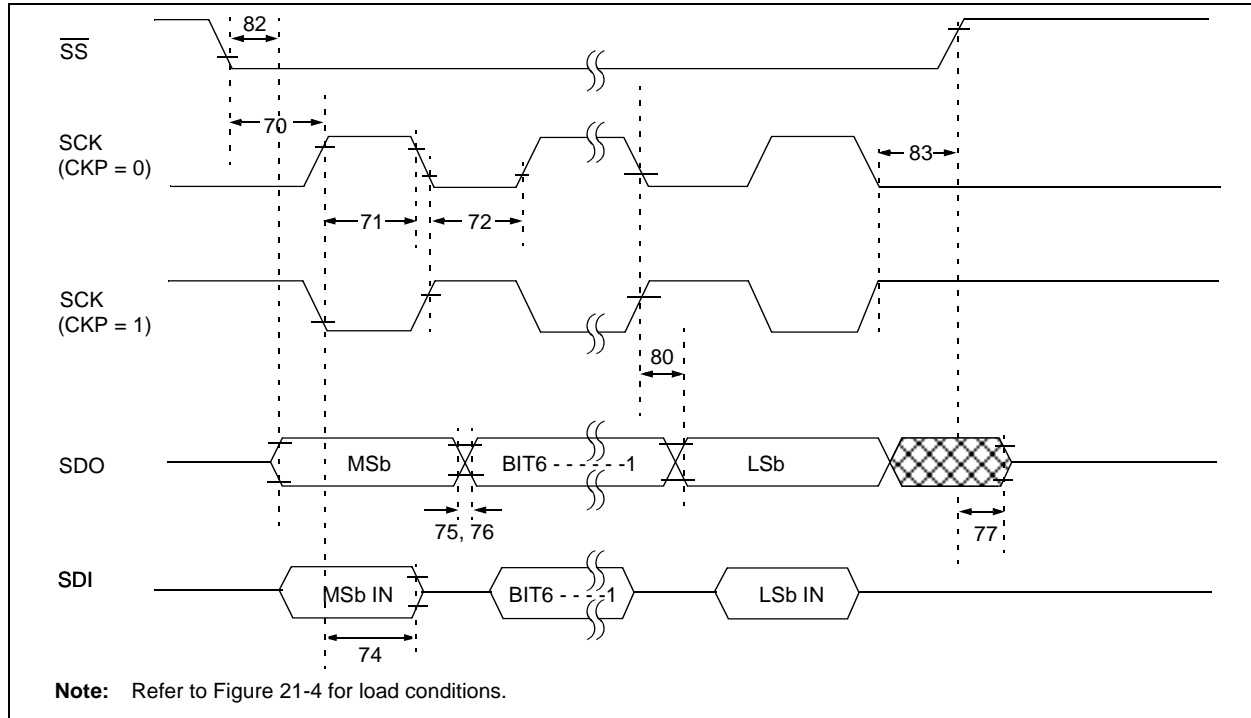 82
SS
70
SCK
(CKP = 0)
83
71
72
SCK
(CKP = 1)
80
SDO
MSb
BIT6 - - - - - -1
LSb
75, 76
77
SDI
MSb IN
BIT6 - - - -1
LSb IN
74
Note: Refer to Figure 21-4 for load conditions.